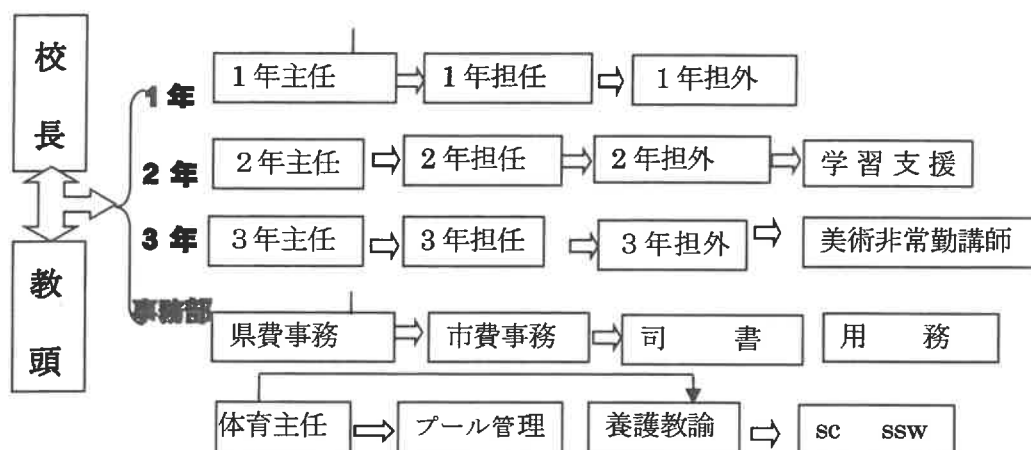 校長
教頭
1年 1年主任 1年担任 1年担外
2年 2年主任 2年担任 2年担外 学習支援
3年 3年主任 3年担任 3年担外 美術非常勤講師
事務部 県費事務 市費事務 司書 用務
体育主任 プール管理 養護教諭 sc ssw